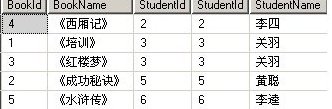 BookId BookName StudentId StudentId StudentName
4 《西厢记》 2 2 李四
1 《培训》 3 3 关羽
3 《红楼梦》 3 3 关羽
2 《成功秘诀》 5 5 黄聪
5 《水浒传》 6 6 李逵